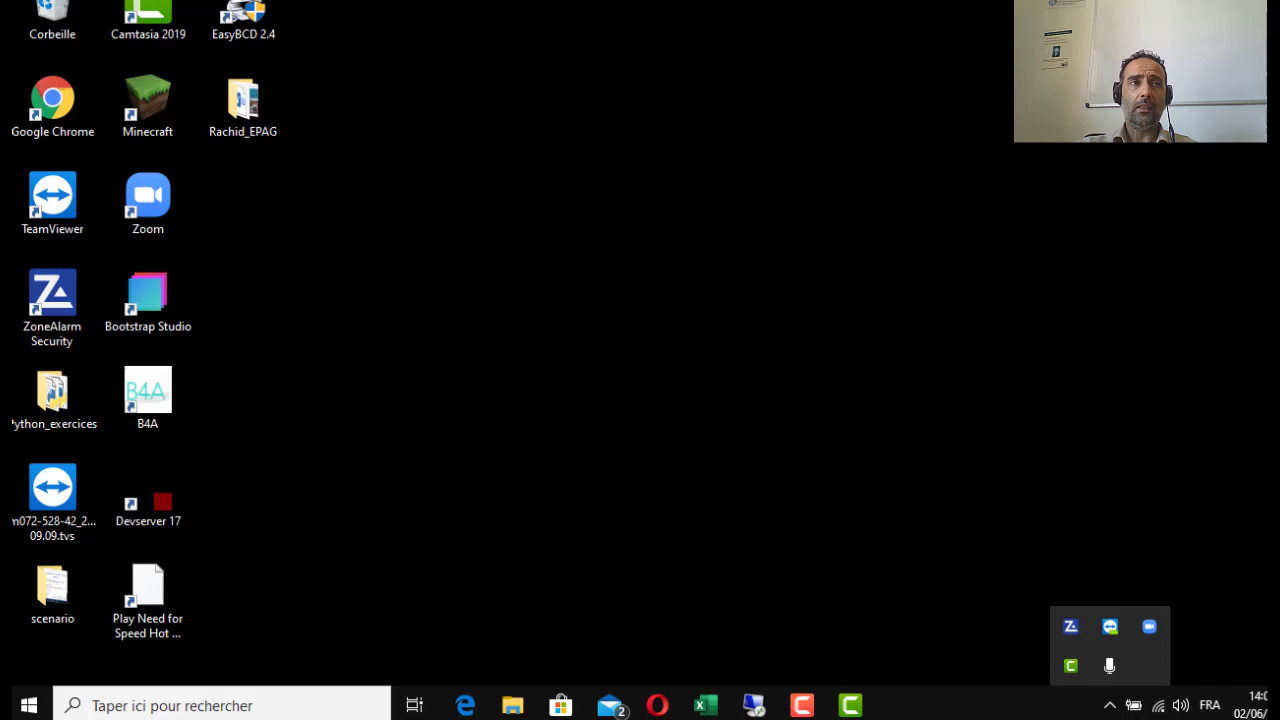 Corbeille
Camtasia 2019
EasyBCD 2.4
Google Chrome
Minecraft
Rachid_EPAG
TeamViewer
Zoom
ZoneAlarm
Security
Bootstrap Studio
Python_exercices
B4A
B4A
m072-528-42_2...
09.09.tvs
Devserver 17
scenario
Play Need for
Speed Hot ...
Taper ici pour rechercher
2
FRA
14:0
02/06/